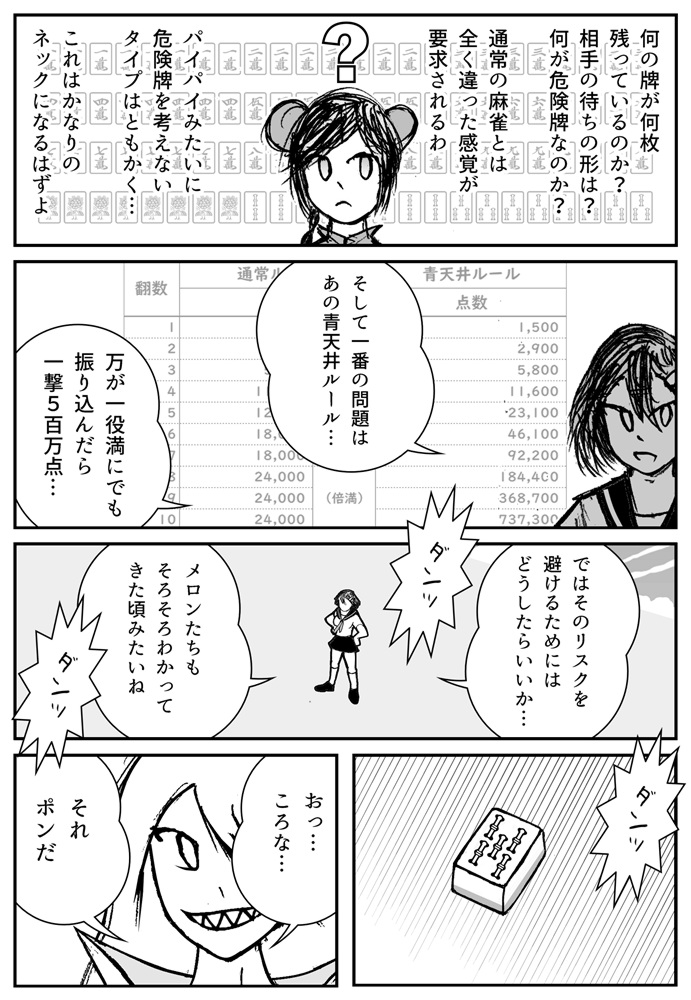 何の牌が何枚
残っているのか？
相手の待ちの形は？
何が危険牌なのか？
通常の麻雀とは
全く違った感覚が
要求されるわ
？
パイパイみたいに
危険牌を考えない
タイプはともかく…
これはかなりの
ネックになるはずよ
そして一番の問題は
あの青天井ルール…
万が一役満にでも
振り込んだら
一撃５百万点…
翻数
通常ル
青天井ルール
点数
1
1,500
2
2,900
3
5,800
4
11,600
5
23,100
6
46,100
7
18,000
92,200
24,000
184,400
24,000
（倍満）
368,700
10
24,000
737,300
ではそのリスクを
避けるためには
どうしたらいいか…
ダンッ
メロンたちも
そろそろわかって
きた頃みたいね
ダンッ
ダンッ
おっ…
ころな…
それ
ポンだ